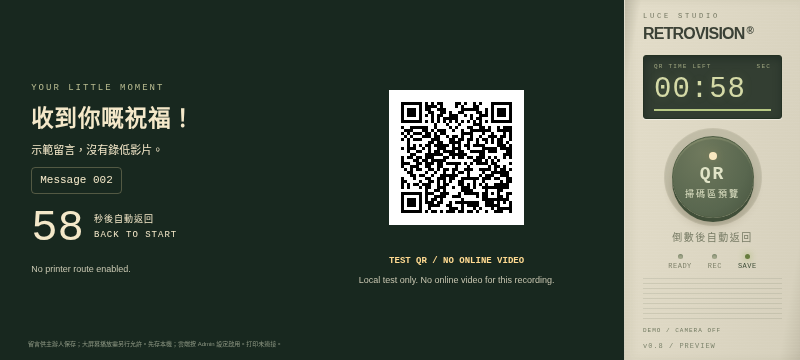 YOUR LITTLE MOMENT
收到你嘅祝福！
示範留言，沒有錄低影片。
Message 002
58
秒後自動返回
BACK TO START
No printer route enabled.
TEST QR / NO ONLINE VIDEO
Local test only. No online video for this recording.
LUCE STUDIO
RETROVISION®
QR TIME LEFT SEC
00:58
QR
掃碼區預覽
倒數後自動返回
READY REC SAVE
DEMO / CAMERA OFF
v0.8 / PREVIEW